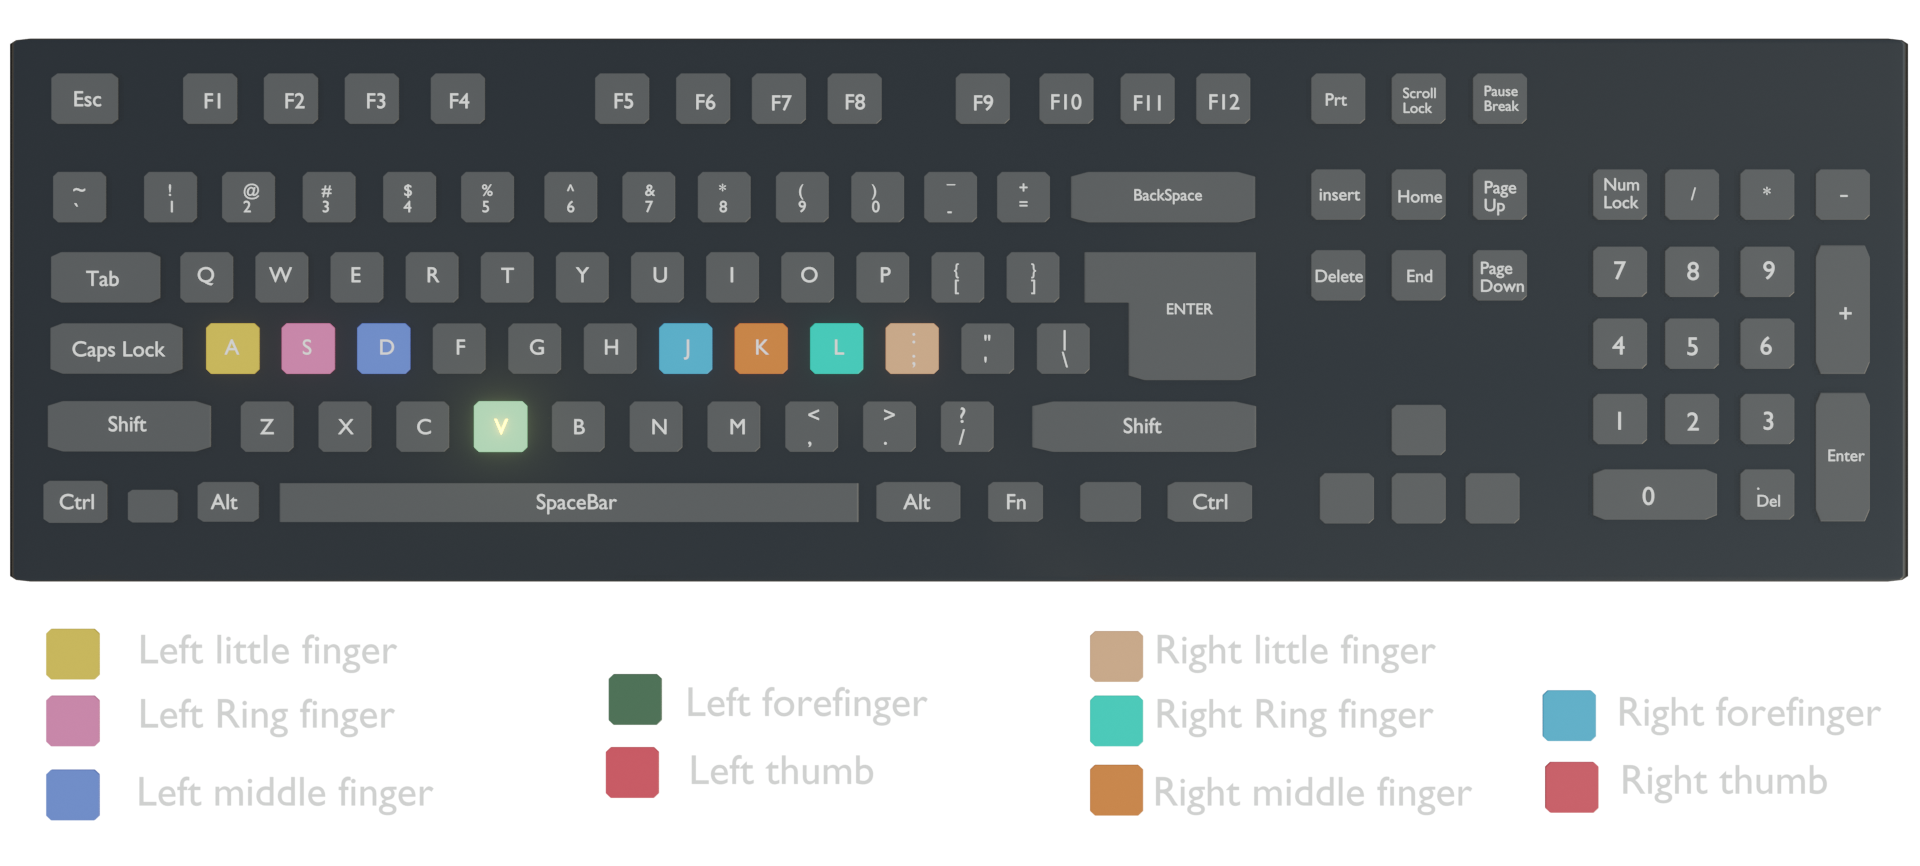 Esc F1 F2 F3 F4 F5 F6 F7 F8 F9 F10 F11 F12 Prt Scroll Lock Pause Break
~ ` ! 1 @ 2 # 3 $ 4 % 5 ^ 6 & 7 * 8 ( 9 ) 0 _ - + = BackSpace insert Home Page Up Num Lock / * -
Tab Q W E R T Y U I O P { [ } ] ENTER Delete End Page Down 7 8 9 +
Caps Lock A S D F G H J K L : ; " ' | \ 4 5 6
Shift Z X C V B N M < , > . ? / Shift 1 2 3 Enter
Ctrl Alt SpaceBar Alt Fn Ctrl 0 . Del
Left little finger
Left Ring finger
Left middle finger
Left forefinger
Left thumb
Right little finger
Right Ring finger
Right middle finger
Right forefinger
Right thumb